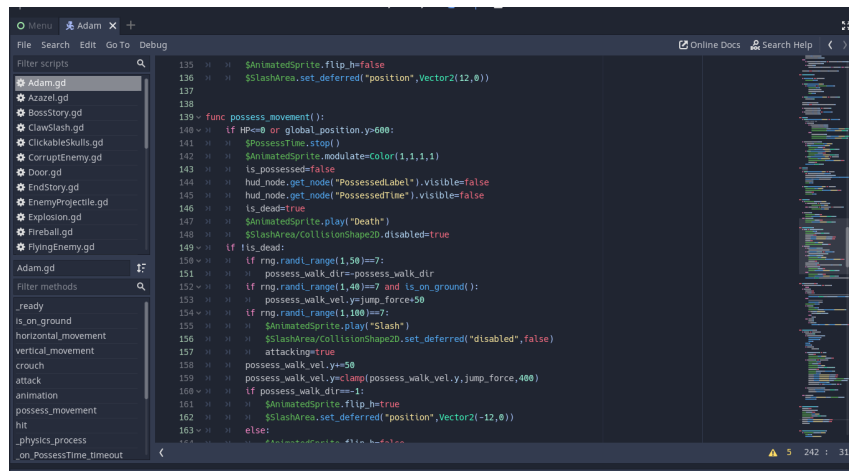 Menu
Adam
File Search Edit Go To Debug
Online Docs Search Help
Filter scripts
Adam.gd
Azazel.gd
BossStory.gd
ClawSlash.gd
ClickableSkulls.gd
CorruptEnemy.gd
Door.gd
EndStory.gd
EnemyProjectile.gd
Explosion.gd
Fireball.gd
FlyingEnemy.gd
Adam.gd
Filter methods
_ready
is_on_ground
horizontal_movement
vertical_movement
crouch
attack
animation
possess_movement
hit
_physics_process
_on_PossessTime_timeout
135 $AnimatedSprite.flip_h=false
136 $SlashArea.set_deferred("position",Vector2(12,0))
137
138
139 func possess_movement():
140 if HP<=0 or global_position.y>600:
141 $PossessTime.stop()
142 $AnimatedSprite.modulate=Color(1,1,1,1)
143 is_possessed=false
144 hud_node.get_node("PossessedLabel").visible=false
145 hud_node.get_node("PossessedTime").visible=false
146 is_dead=true
147 $AnimatedSprite.play("Death")
148 $SlashArea/CollisionShape2D.disabled=true
149 if !is_dead:
150 if rng.randi_range(1,50)==7:
151 possess_walk_dir=-possess_walk_dir
152 if rng.randi_range(1,40)==7 and is_on_ground():
153 possess_walk_vel.y=jump_force+50
154 if rng.randi_range(1,100)==7:
155 $AnimatedSprite.play("Slash")
156 $SlashArea/CollisionShape2D.set_deferred("disabled",false)
157 attacking=true
158 possess_walk_vel.y+=50
159 possess_walk_vel.y=clamp(possess_walk_vel.y,jump_force,400)
160 if possess_walk_dir==-1:
161 $AnimatedSprite.flip_h=true
162 $SlashArea.set_deferred("position",Vector2(-12,0))
163 else:
164 $AnimatedSprite.flip_h=false
5 242 : 31